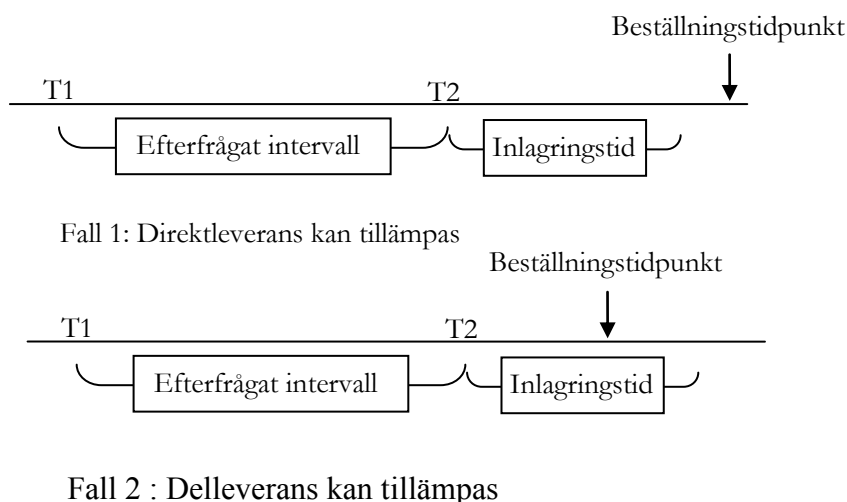 Beställningstidpunkt
T1 T2
Efterfrågat intervall Inlagringstid
Fall 1: Direktleverans kan tillämpas
Beställningstidpunkt
T1 T2
Efterfrågat intervall Inlagringstid
Fall 2 : Delleverans kan tillämpas